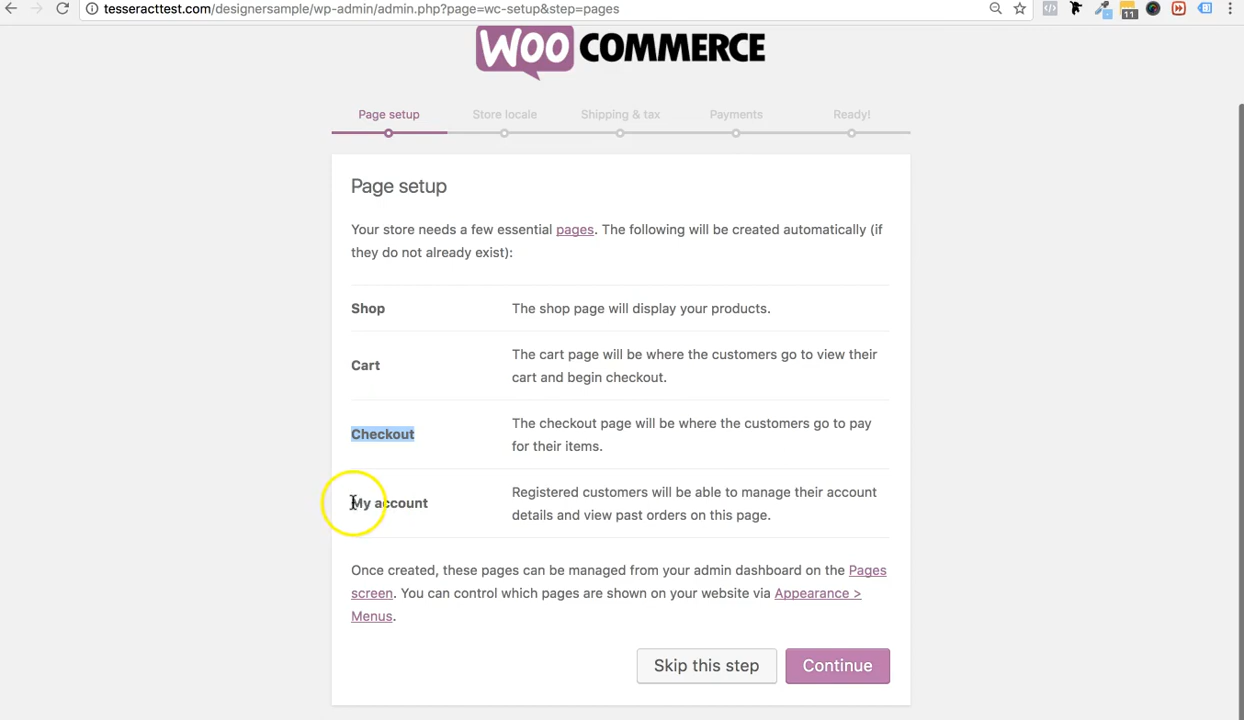 tesseracttest.com/designersample/wp-admin/admin.php?page=wc-setup&step=pages
11
WOOCOMMERCE
Page setup Store locale Shipping & tax Payments Ready!
Page setup
Your store needs a few essential pages. The following will be created automatically (if
they do not already exist):
Shop The shop page will display your products.
Cart The cart page will be where the customers go to view their
cart and begin checkout.
Checkout The checkout page will be where the customers go to pay
for their items.
My account Registered customers will be able to manage their account
details and view past orders on this page.
Once created, these pages can be managed from your admin dashboard on the Pages
screen. You can control which pages are shown on your website via Appearance >
Menus.
Skip this step Continue